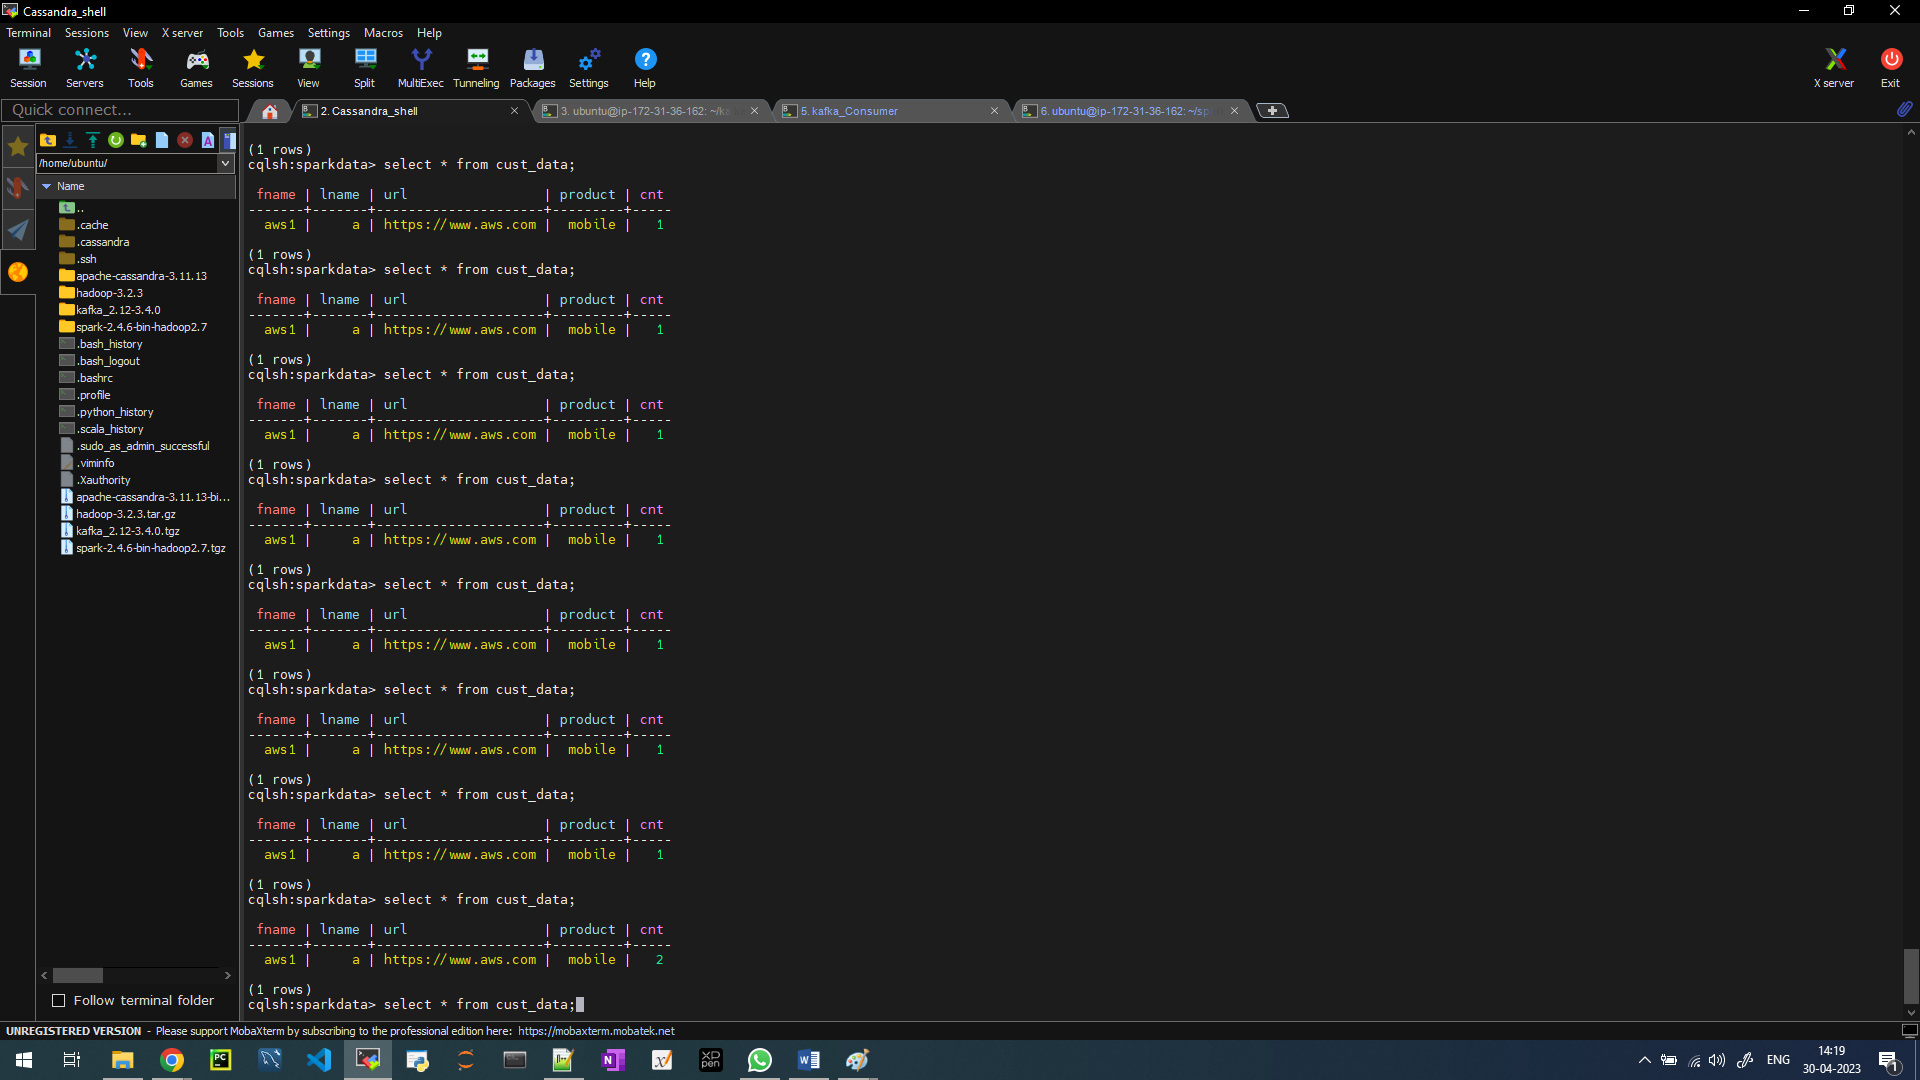 Cassandra_shell
Terminal Sessions View X server Tools Games Settings Macros Help
Session Servers Tools Games Sessions View Split MultiExec Tunneling Packages Settings Help X server Exit
Quick connect...
2. Cassandra_shell
3. ubuntu@ip-172-31-36-162: ~/ka
5. kafka_Consumer
6. ubuntu@ip-172-31-36-162: ~/sp
/home/ubuntu/
Name
..
.cache
.cassandra
.ssh
apache-cassandra-3.11.13
hadoop-3.2.3
kafka_2.12-3.4.0
spark-2.4.6-bin-hadoop2.7
.bash_history
.bash_logout
.bashrc
.profile
.python_history
.scala_history
.sudo_as_admin_successful
.viminfo
.Xauthority
apache-cassandra-3.11.13-bi...
hadoop-3.2.3.tar.gz
kafka_2.12-3.4.0.tgz
spark-2.4.6-bin-hadoop2.7.tgz
Follow terminal folder
(1 rows)
cqlsh:sparkdata> select * from cust_data;
fname | lname | url | product | cnt
-------+-------+---------------------+---------+-----
aws1 | a | https://www.aws.com | mobile | 1
(1 rows)
cqlsh:sparkdata> select * from cust_data;
fname | lname | url | product | cnt
-------+-------+---------------------+---------+-----
aws1 | a | https://www.aws.com | mobile | 1
(1 rows)
cqlsh:sparkdata> select * from cust_data;
fname | lname | url | product | cnt
-------+-------+---------------------+---------+-----
aws1 | a | https://www.aws.com | mobile | 1
(1 rows)
cqlsh:sparkdata> select * from cust_data;
fname | lname | url | product | cnt
-------+-------+---------------------+---------+-----
aws1 | a | https://www.aws.com | mobile | 1
(1 rows)
cqlsh:sparkdata> select * from cust_data;
fname | lname | url | product | cnt
-------+-------+---------------------+---------+-----
aws1 | a | https://www.aws.com | mobile | 1
(1 rows)
cqlsh:sparkdata> select * from cust_data;
fname | lname | url | product | cnt
-------+-------+---------------------+---------+-----
aws1 | a | https://www.aws.com | mobile | 1
(1 rows)
cqlsh:sparkdata> select * from cust_data;
fname | lname | url | product | cnt
-------+-------+---------------------+---------+-----
aws1 | a | https://www.aws.com | mobile | 1
(1 rows)
cqlsh:sparkdata> select * from cust_data;
fname | lname | url | product | cnt
-------+-------+---------------------+---------+-----
aws1 | a | https://www.aws.com | mobile | 2
(1 rows)
cqlsh:sparkdata> select * from cust_data;
UNREGISTERED VERSION - Please support MobaXterm by subscribing to the professional edition here: https://mobaxterm.mobatek.net
ENG
14:19
30-04-2023
1